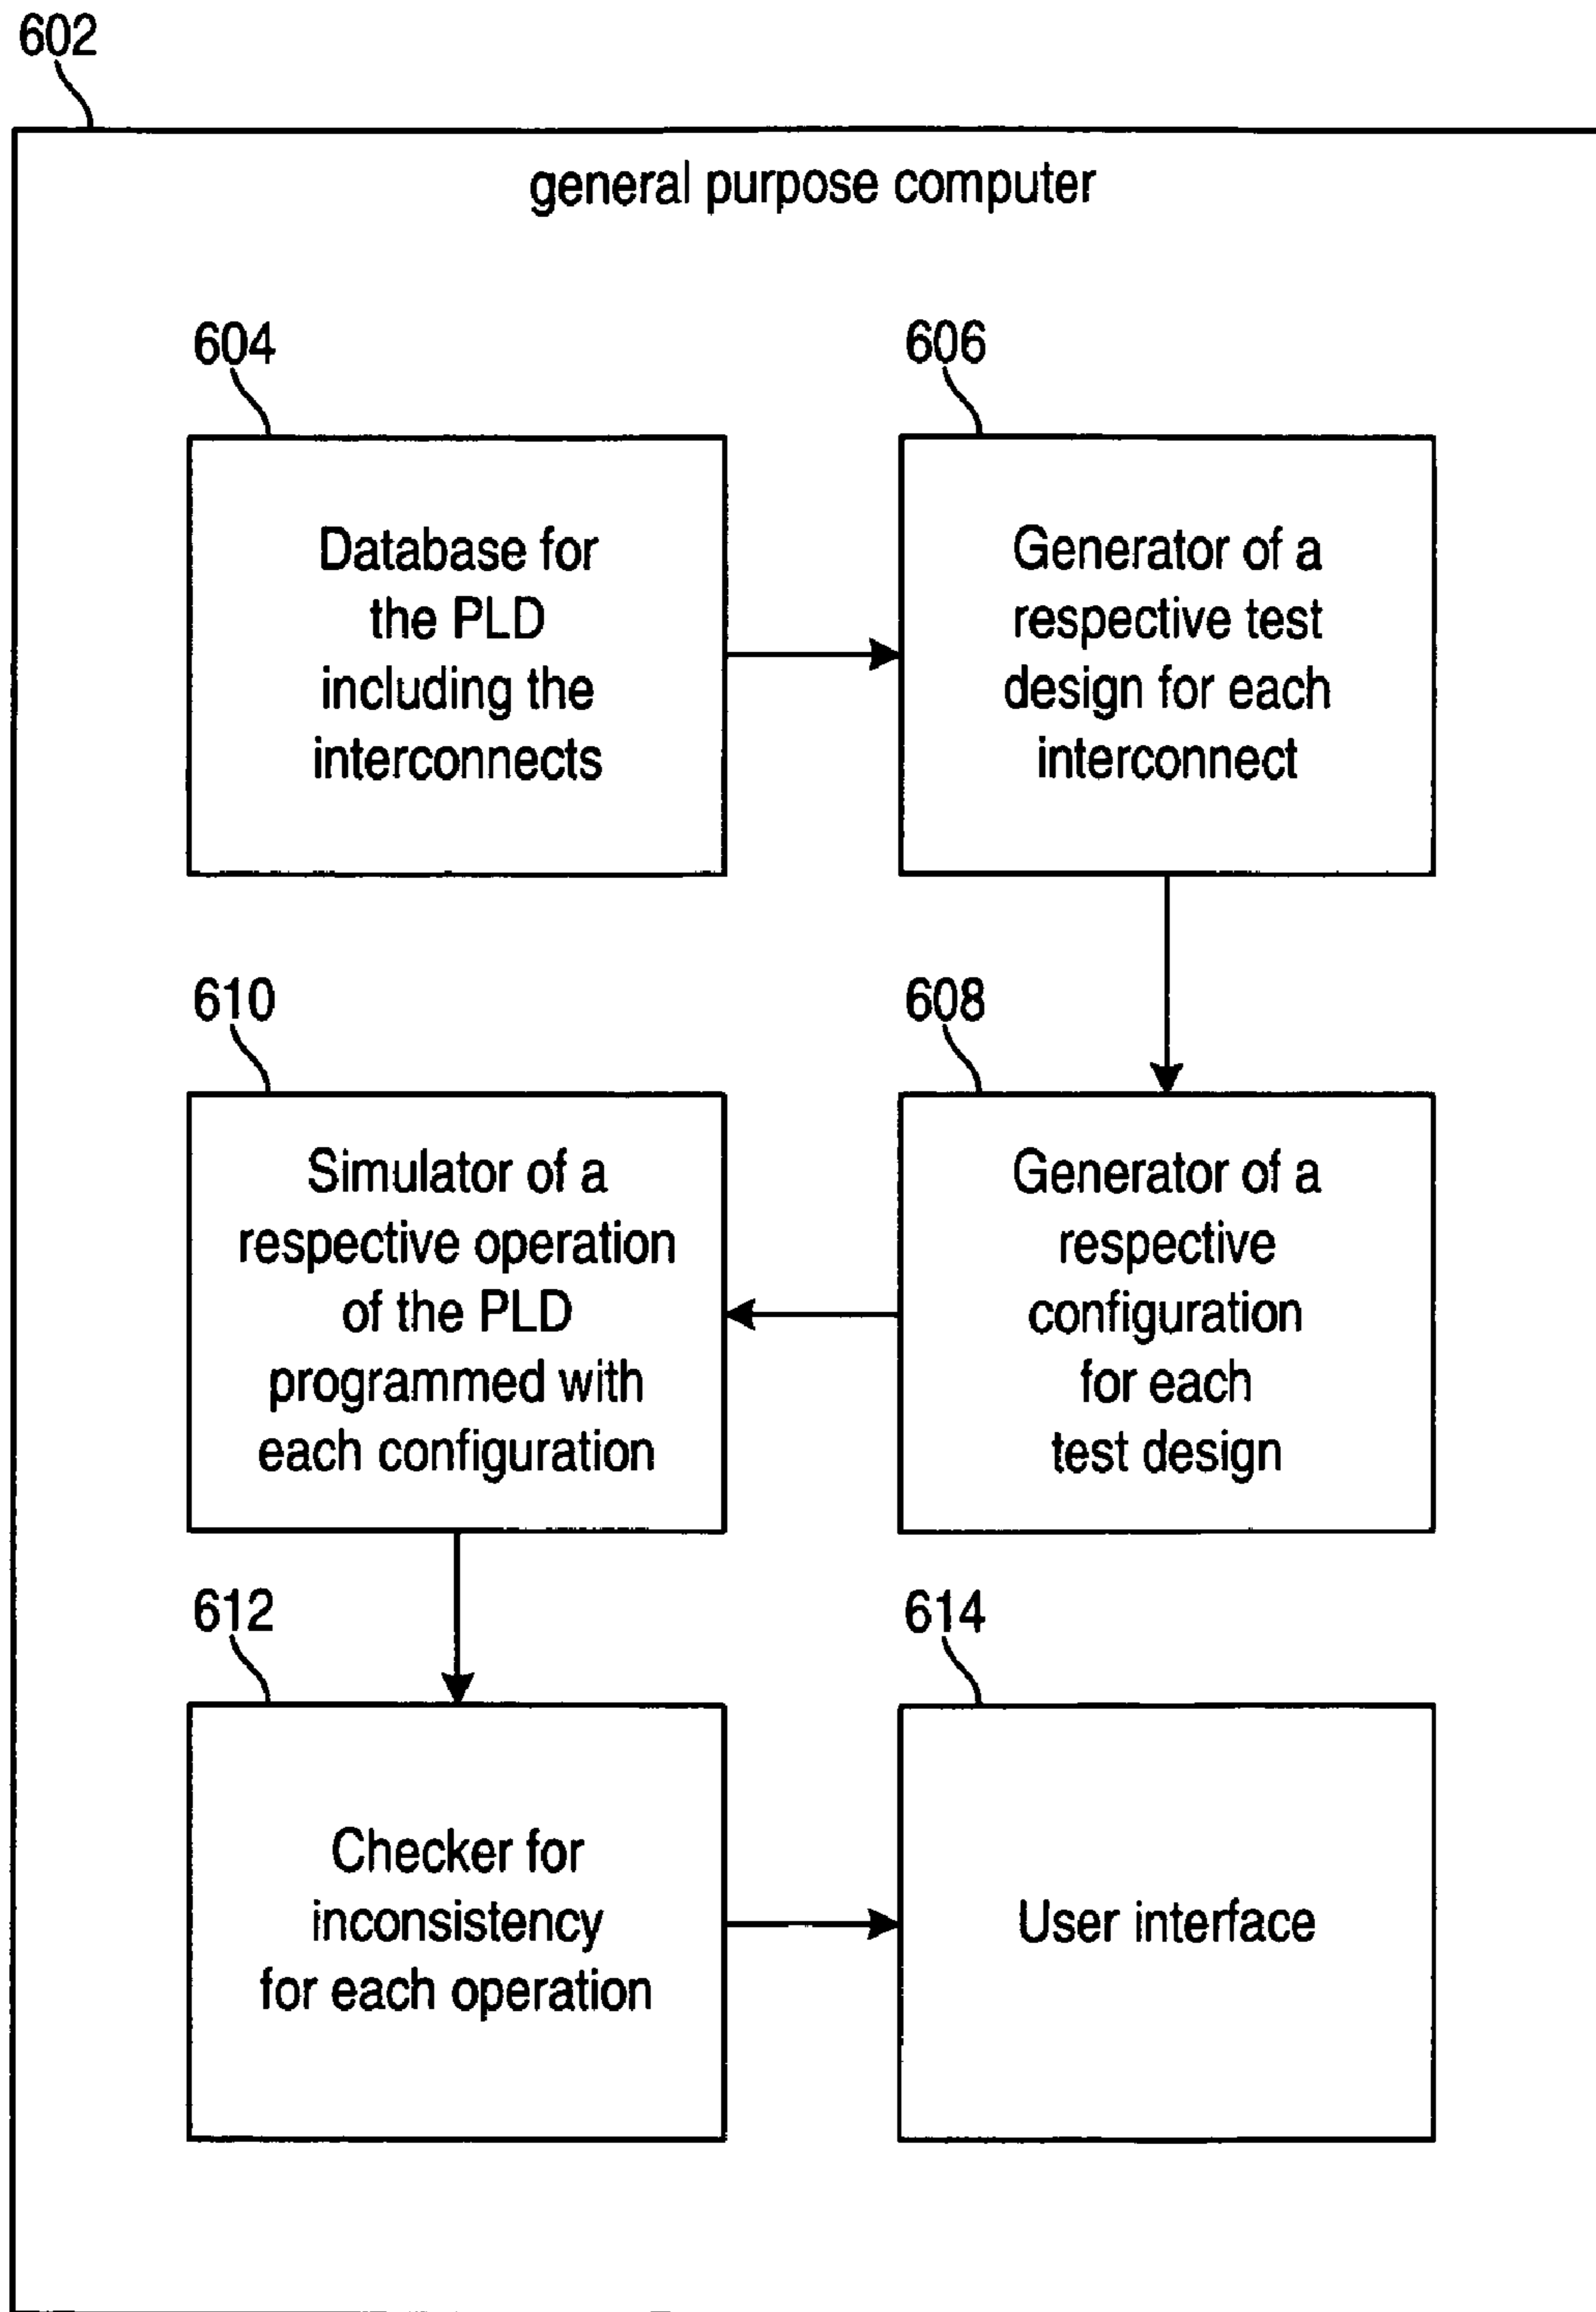 602
general purpose computer
604
Database for
the PLD
including the
interconnects
606
Generator of a
respective test
design for each
interconnect
610
Simulator of a
respective operation
of the PLD
programmed with
each configuration
608
Generator of a
respective
configuration
for each
test design
612
Checker for
inconsistency
for each operation
614
User interface